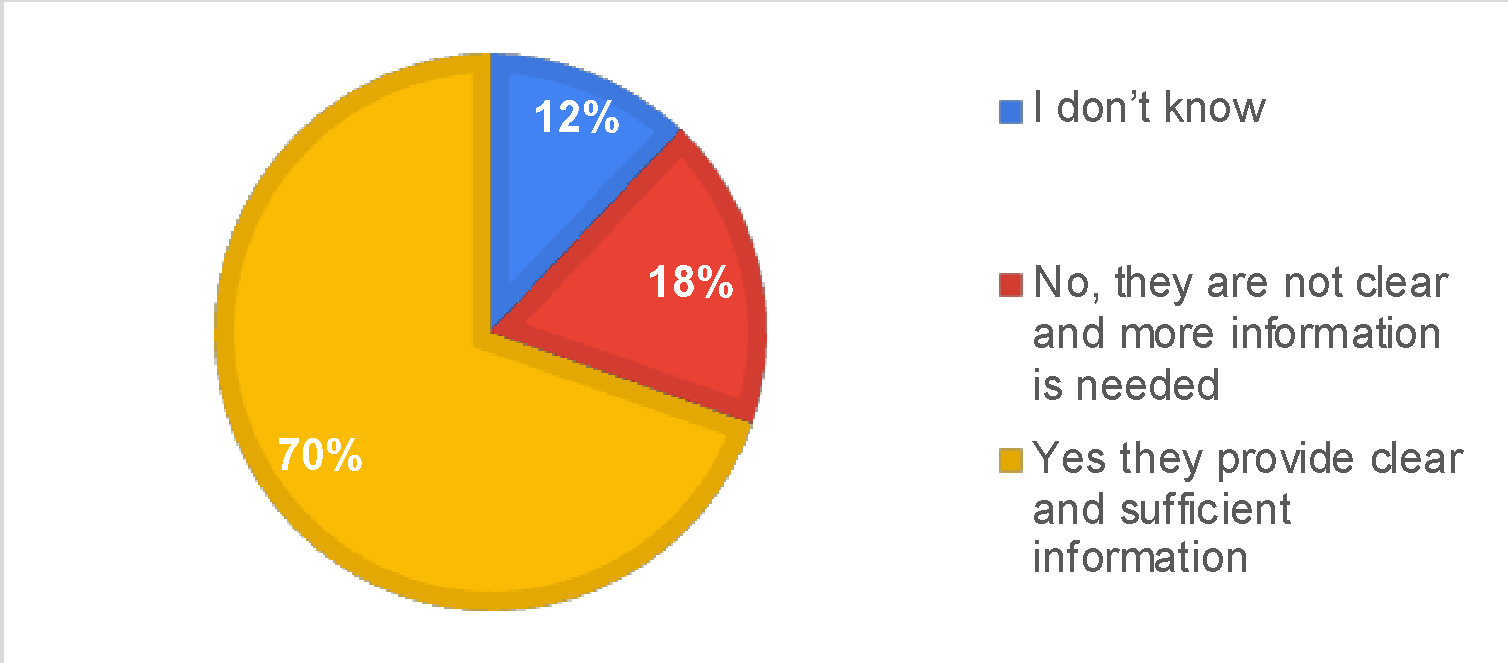 12%
18%
70%
I don’t know
No, they are not clear
and more information
is needed
Yes they provide clear
and sufficient
information